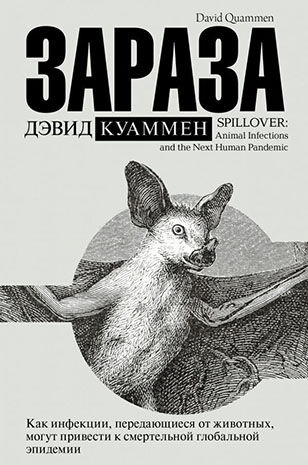 David Quammen
ЗАРАЗА
ДЭВИД КУАММЕН
SPILLOVER:
Animal Infections
and the Next Human Pandemic
Как инфекции, передающиеся от животных,
могут привести к смертельной глобальной
эпидемии